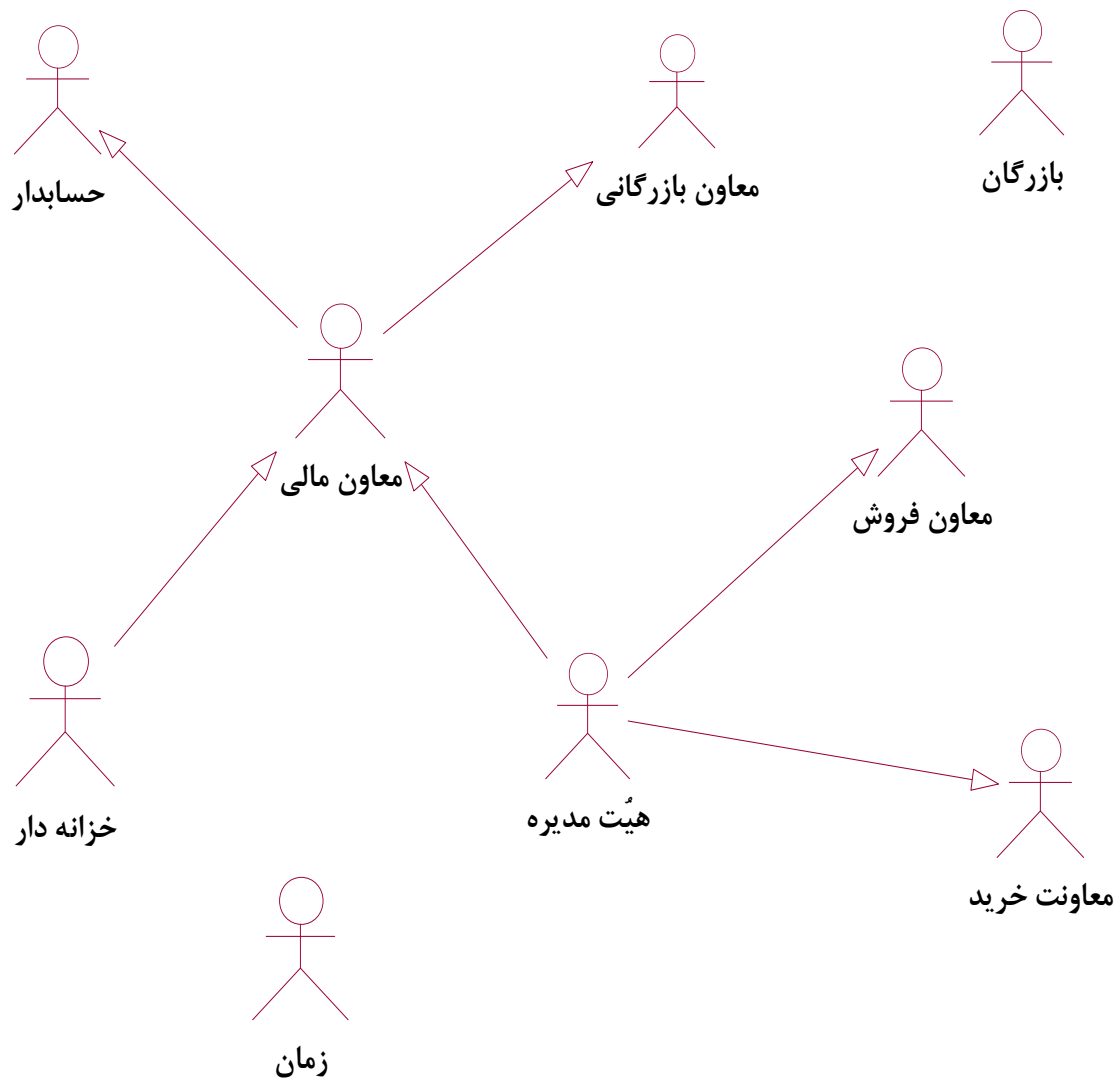 بازرگان
معاون بازرگانی
حسابدار
معاون مالی
معاون فروش
هیُت مدیره
خزانه دار
معاونت خرید
زمان